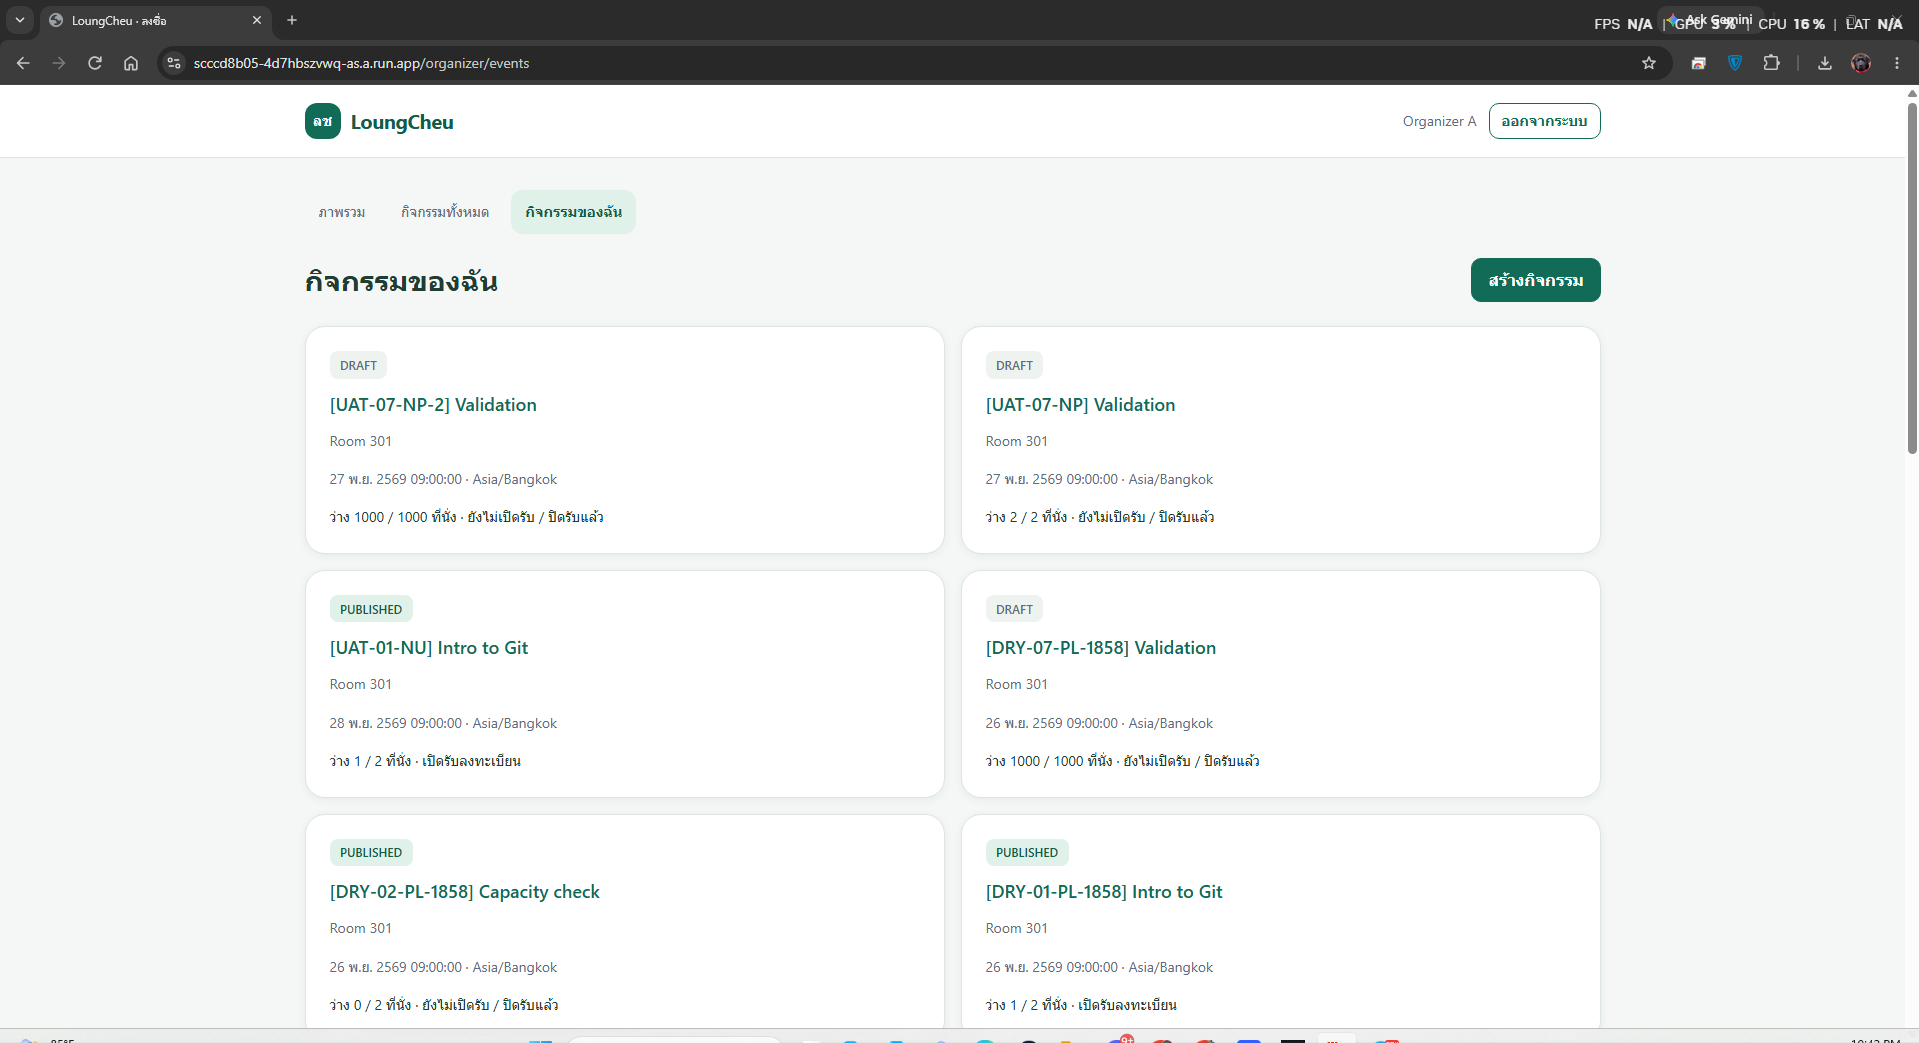 LoungCheu · ลงชื่อ
Ask Gemini
FPS N/A | GPU 3% | CPU 16% | LAT N/A
scccd8b05-4d7hbszvwq-as.a.run.app/organizer/events
ลช LoungCheu
Organizer A
ออกจากระบบ
ภาพรวม
กิจกรรมทั้งหมด
กิจกรรมของฉัน
กิจกรรมของฉัน
สร้างกิจกรรม
DRAFT
[UAT-07-NP-2] Validation
Room 301
27 พ.ย. 2569 09:00:00 · Asia/Bangkok
ว่าง 1000 / 1000 ที่นั่ง · ยังไม่เปิดรับ / ปิดรับแล้ว
DRAFT
[UAT-07-NP] Validation
Room 301
27 พ.ย. 2569 09:00:00 · Asia/Bangkok
ว่าง 2 / 2 ที่นั่ง · ยังไม่เปิดรับ / ปิดรับแล้ว
PUBLISHED
[UAT-01-NU] Intro to Git
Room 301
28 พ.ย. 2569 09:00:00 · Asia/Bangkok
ว่าง 1 / 2 ที่นั่ง · เปิดรับลงทะเบียน
DRAFT
[DRY-07-PL-1858] Validation
Room 301
26 พ.ย. 2569 09:00:00 · Asia/Bangkok
ว่าง 1000 / 1000 ที่นั่ง · ยังไม่เปิดรับ / ปิดรับแล้ว
PUBLISHED
[DRY-02-PL-1858] Capacity check
Room 301
26 พ.ย. 2569 09:00:00 · Asia/Bangkok
ว่าง 0 / 2 ที่นั่ง · ยังไม่เปิดรับ / ปิดรับแล้ว
PUBLISHED
[DRY-01-PL-1858] Intro to Git
Room 301
26 พ.ย. 2569 09:00:00 · Asia/Bangkok
ว่าง 1 / 2 ที่นั่ง · เปิดรับลงทะเบียน